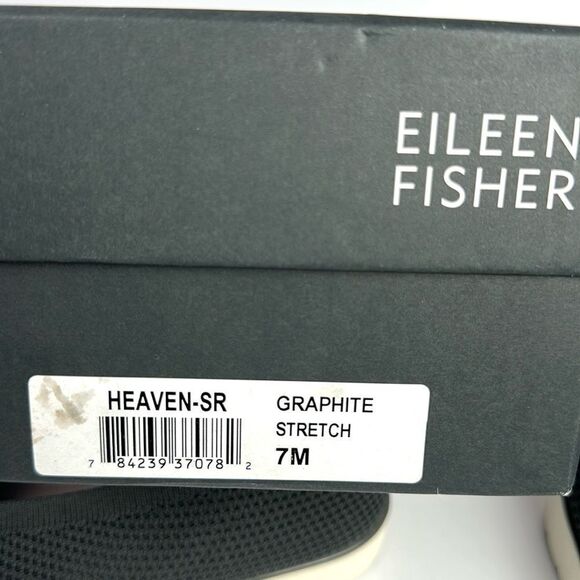 EILEEN
FISHER
HEAVEN-SR
GRAPHITE
STRETCH
7M
7 84239 37078 2